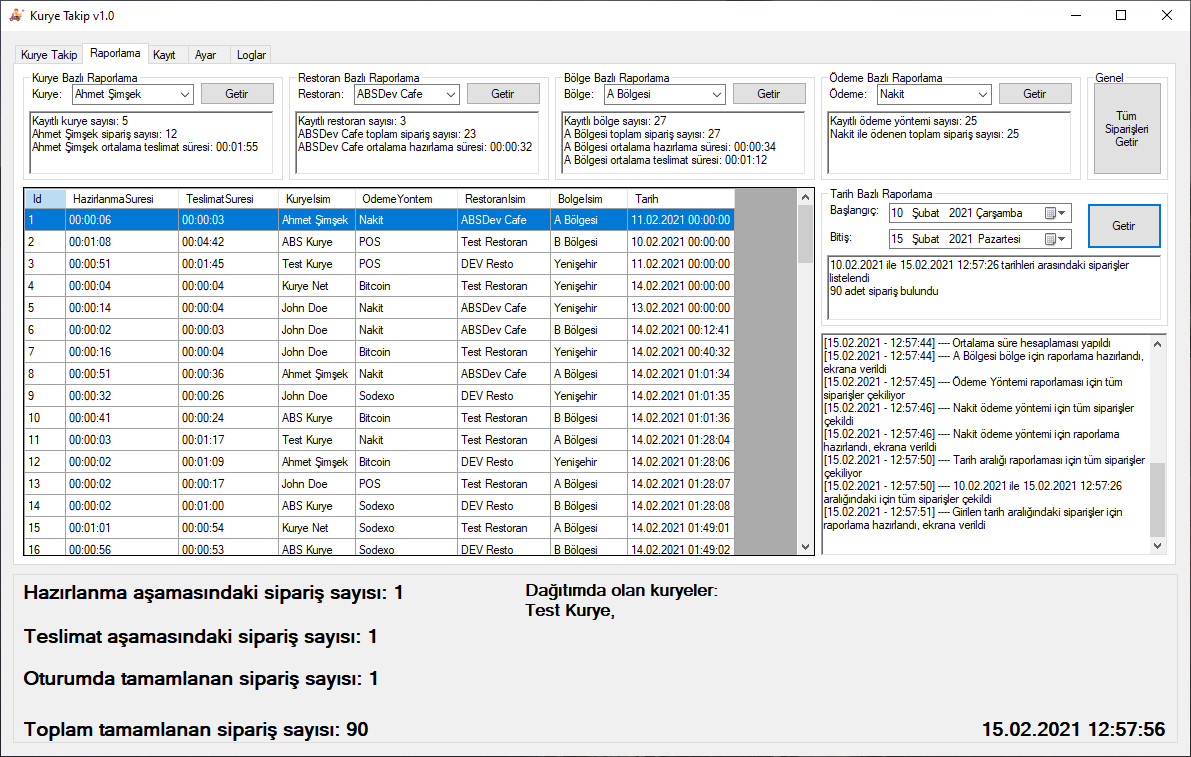 Kurye Takip v1.0
Kurye Takip Raporlama Kayıt Ayar Loglar
Kurye Bazlı Raporlama
Kurye: Ahmet Şimşek Getir
Kayıtlı kurye sayısı: 5
Ahmet Şimşek sipariş sayısı: 12
Ahmet Şimşek ortalama teslimat süresi: 00:01:55
Restoran Bazlı Raporlama
Restoran: ABSDev Cafe Getir
Kayıtlı restoran sayısı: 3
ABSDev Cafe toplam sipariş sayısı: 23
ABSDev Cafe ortalama hazırlama süresi: 00:00:32
Bölge Bazlı Raporlama
Bölge: A Bölgesi Getir
Kayıtlı bölge sayısı: 27
A Bölgesi toplam sipariş sayısı: 27
A Bölgesi ortalama hazırlama süresi: 00:00:34
A Bölgesi ortalama teslimat süresi: 00:01:12
Ödeme Bazlı Raporlama
Ödeme: Nakit Getir
Kayıtlı ödeme yöntemi sayısı: 25
Nakit ile ödenen toplam sipariş sayısı: 25
Genel
Tüm
Siparişleri
Getir
Id HazirlanmaSuresi TeslimatSuresi KuryeIsim OdemeYontem RestoranIsim BolgeIsim Tarih
1 00:00:06 00:00:03 Ahmet Şimşek Nakit ABSDev Cafe A Bölgesi 11.02.2021 00:00:00
2 00:01:08 00:04:42 ABS Kurye POS Test Restoran B Bölgesi 10.02.2021 00:00:00
3 00:00:51 00:01:45 Test Kurye POS DEV Resto Yenişehir 11.02.2021 00:00:00
4 00:00:04 00:00:04 Kurye Net Bitcoin Test Restoran Yenişehir 14.02.2021 00:00:00
5 00:00:14 00:00:04 John Doe Nakit ABSDev Cafe Yenişehir 13.02.2021 00:00:00
6 00:00:02 00:00:03 John Doe Nakit ABSDev Cafe B Bölgesi 14.02.2021 00:12:41
7 00:00:16 00:00:04 John Doe Bitcoin Test Restoran Yenişehir 14.02.2021 00:40:32
8 00:00:51 00:00:36 Ahmet Şimşek Nakit ABSDev Cafe A Bölgesi 14.02.2021 01:01:34
9 00:00:32 00:00:26 John Doe Sodexo DEV Resto Yenişehir 14.02.2021 01:01:35
10 00:00:41 00:00:24 ABS Kurye Bitcoin Test Restoran B Bölgesi 14.02.2021 01:01:36
11 00:00:03 00:01:17 Test Kurye Nakit Test Restoran A Bölgesi 14.02.2021 01:28:04
12 00:00:02 00:01:09 Ahmet Şimşek Bitcoin DEV Resto Yenişehir 14.02.2021 01:28:06
13 00:00:02 00:00:17 John Doe POS Test Restoran A Bölgesi 14.02.2021 01:28:07
14 00:00:02 00:01:00 ABS Kurye Sodexo DEV Resto B Bölgesi 14.02.2021 01:28:08
15 00:01:01 00:00:54 Kurye Net Sodexo Test Restoran A Bölgesi 14.02.2021 01:49:01
16 00:00:56 00:00:53 ABS Kurye Sodexo DEV Resto B Bölgesi 14.02.2021 01:49:02
Tarih Bazlı Raporlama
Başlangıç: 10 Şubat 2021 Çarşamba
Bitiş: 15 Şubat 2021 Pazartesi
Getir
10.02.2021 ile 15.02.2021 12:57:26 tarihleri arasındaki siparişler
listelendi
90 adet sipariş bulundu
[15.02.2021 - 12:57:44] ---- Ortalama süre hesaplaması yapıldı
[15.02.2021 - 12:57:44] ---- A Bölgesi bölge için raporlama hazırlandı,
ekrana verildi
[15.02.2021 - 12:57:45] ---- Ödeme Yöntemi raporlaması için tüm
siparişler çekiliyor
[15.02.2021 - 12:57:46] ---- Nakit ödeme yöntemi için tüm siparişler
çekildi
[15.02.2021 - 12:57:46] ---- Nakit ödeme yöntemi için raporlama
hazırlandı, ekrana verildi
[15.02.2021 - 12:57:50] ---- Tarih aralığı raporlaması için tüm siparişler
çekiliyor
[15.02.2021 - 12:57:50] ---- 10.02.2021 ile 15.02.2021 12:57:26
aralığındaki için tüm siparişler çekildi
[15.02.2021 - 12:57:51] ---- Girilen tarih aralığındaki siparişler için
raporlama hazırlandı, ekrana verildi
Hazırlanma aşamasındaki sipariş sayısı: 1
Teslimat aşamasındaki sipariş sayısı: 1
Oturumda tamamlanan sipariş sayısı: 1
Toplam tamamlanan sipariş sayısı: 90
Dağıtımda olan kuryeler:
Test Kurye,
15.02.2021 12:57:56